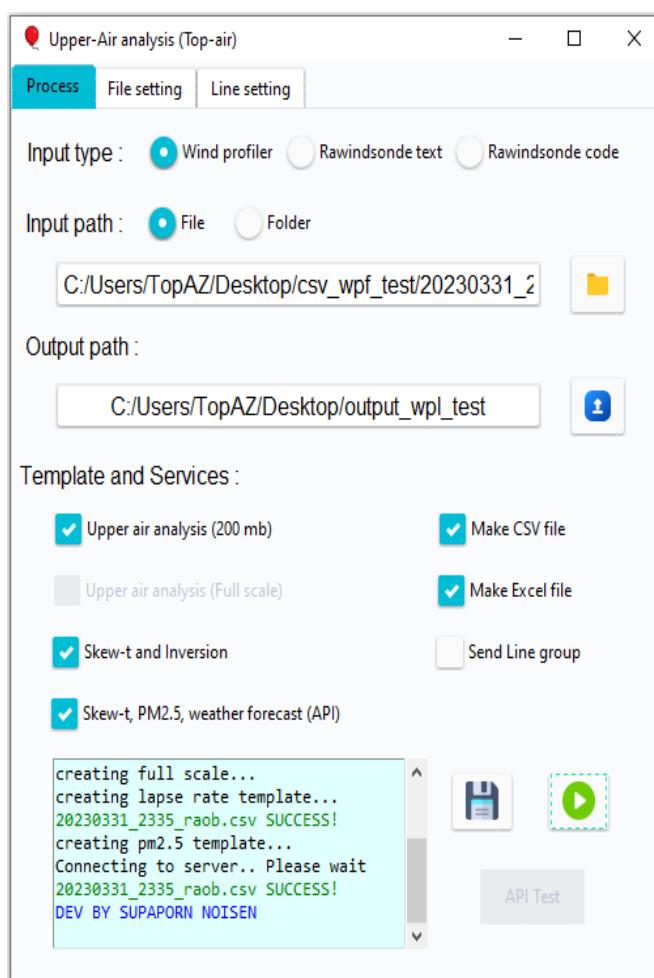 Upper-Air analysis (Top-air)
Process File setting Line setting
Input type : Wind profiler Rawindsonde text Rawindsonde code
Input path : File Folder
C:/Users/TopAZ/Desktop/csv_wpf_test/20230331_2
Output path :
C:/Users/TopAZ/Desktop/output_wpl_test
Template and Services :
Upper air analysis (200 mb) Make CSV file
Upper air analysis (Full scale) Make Excel file
Skew-t and Inversion Send Line group
Skew-t, PM2.5, weather forecast (API)
creating full scale...
creating lapse rate template...
20230331_2335_raob.csv SUCCESS!
creating pm2.5 template...
Connecting to server.. Please wait
20230331_2335_raob.csv SUCCESS!
DEV BY SUPAPORN NOISEN
API Test